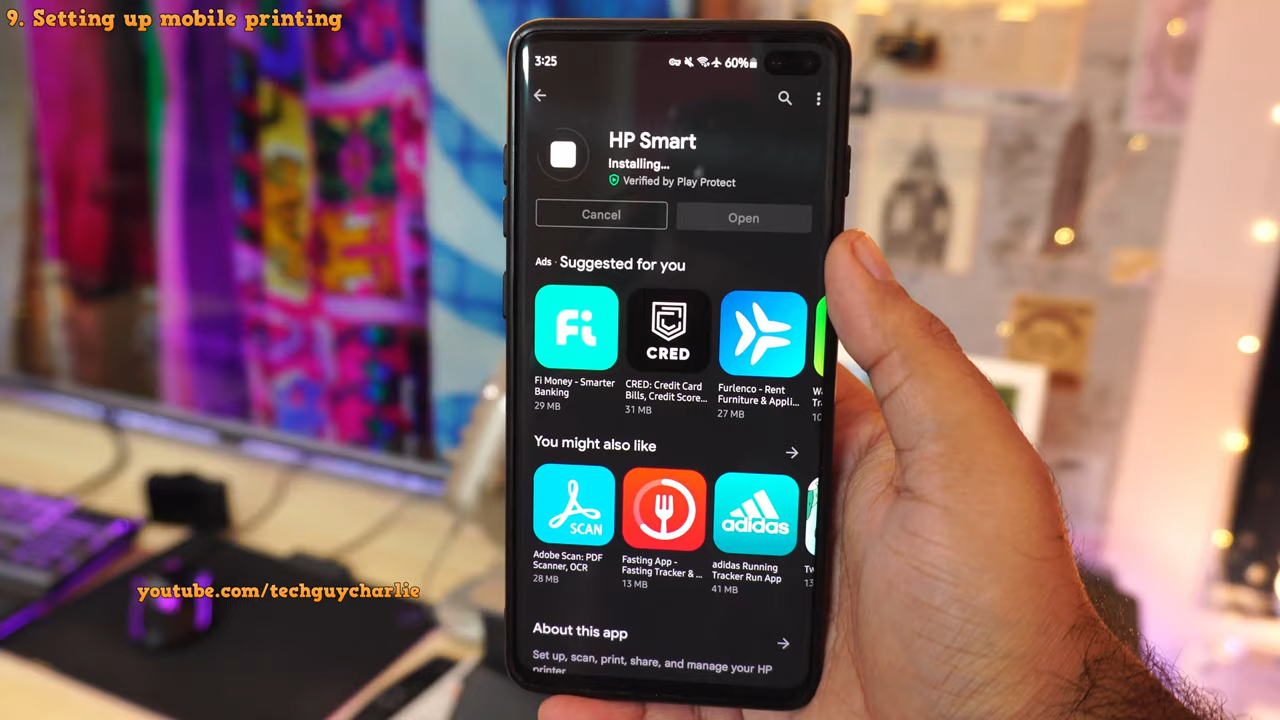 9. Setting up mobile printing
3:25
60%
HP Smart
Installing...
Verified by Play Protect
Cancel
Open
Ads · Suggested for you
Fi
CRED
Fi Money - Smarter
Banking
29 MB
CRED: Credit Card
Bills, Credit Score...
31 MB
Furlenco - Rent
Furniture & Appli...
27 MB
You might also like
SCAN
adidas
Adobe Scan: PDF
Scanner, OCR
28 MB
Fasting App -
Fasting Tracker & ...
13 MB
adidas Running
Tracker Run App
41 MB
youtube.com/techguycharlie
About this app
Set up, scan, print, share, and manage your HP
printer